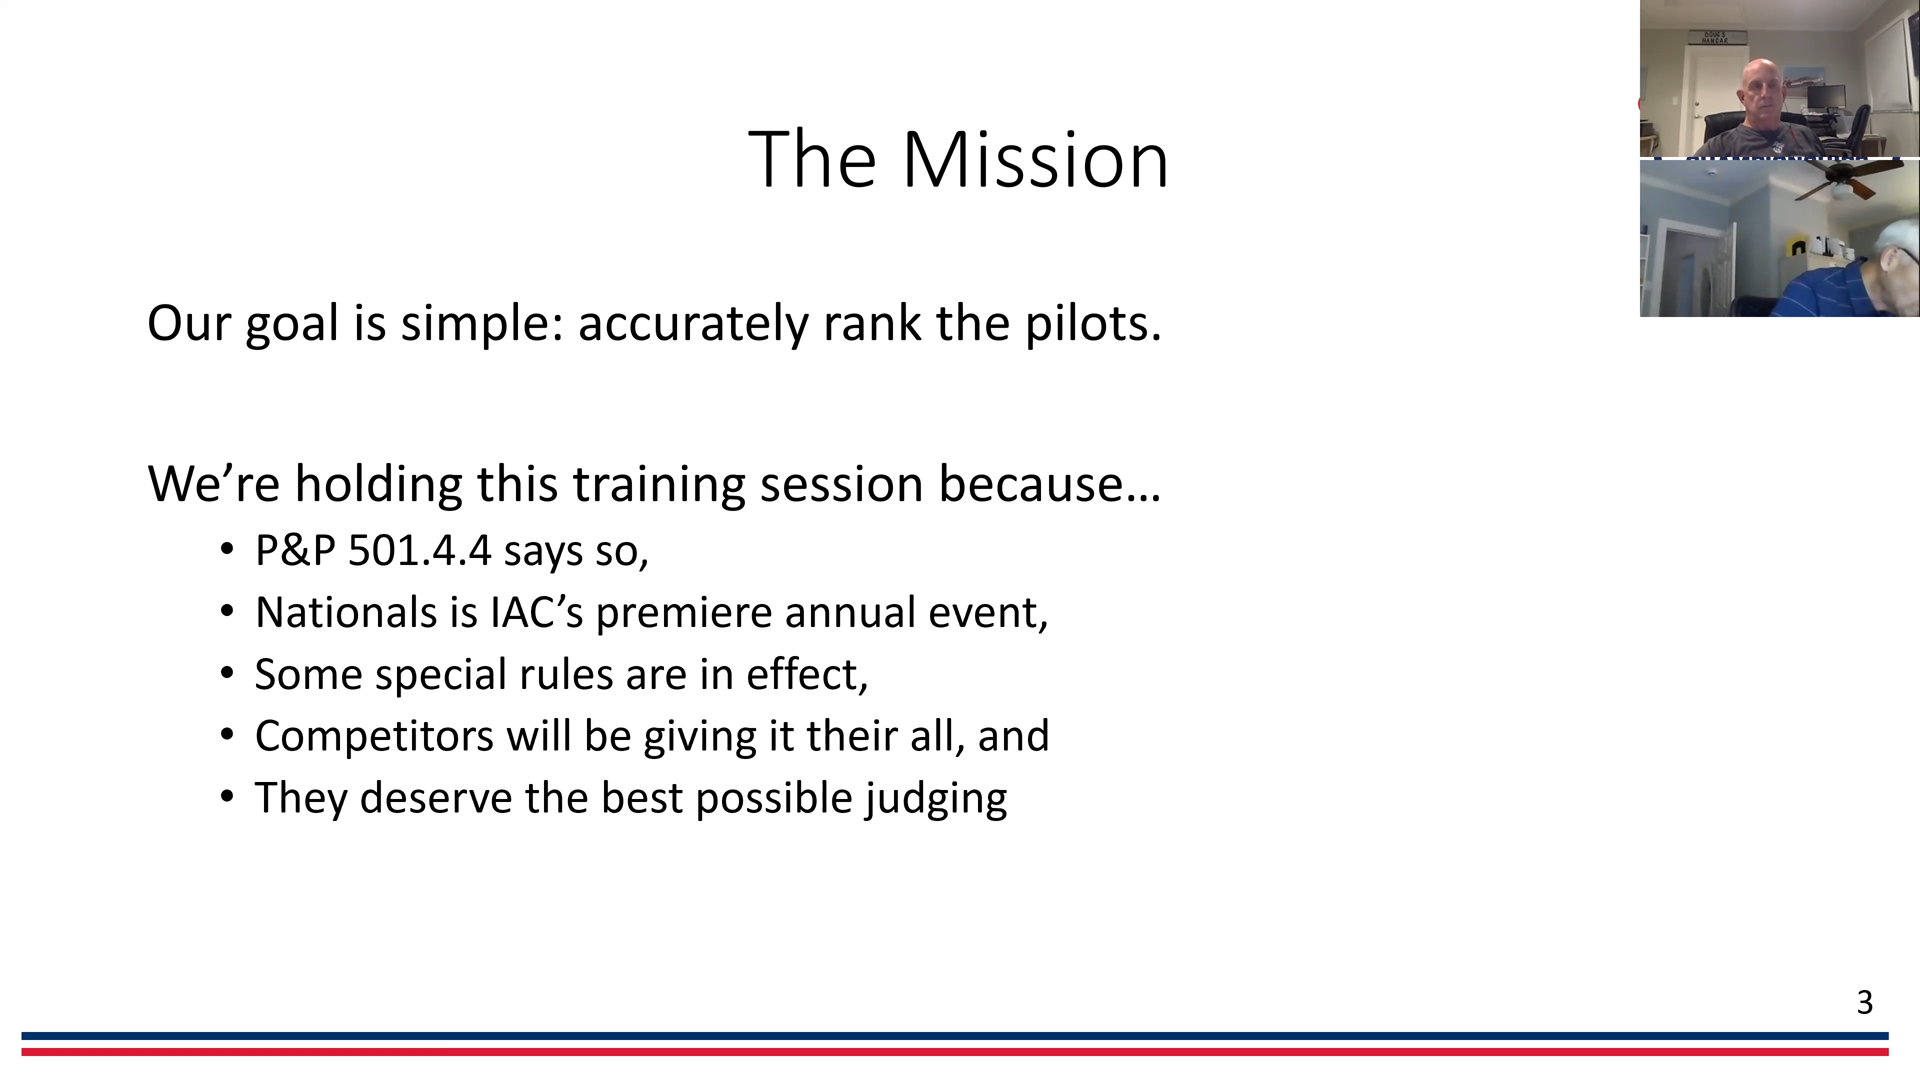 DOUG'S
HANGAR
The Mission
Our goal is simple: accurately rank the pilots.
We’re holding this training session because…
• P&P 501.4.4 says so,
• Nationals is IAC’s premiere annual event,
• Some special rules are in effect,
• Competitors will be giving it their all, and
• They deserve the best possible judging
3